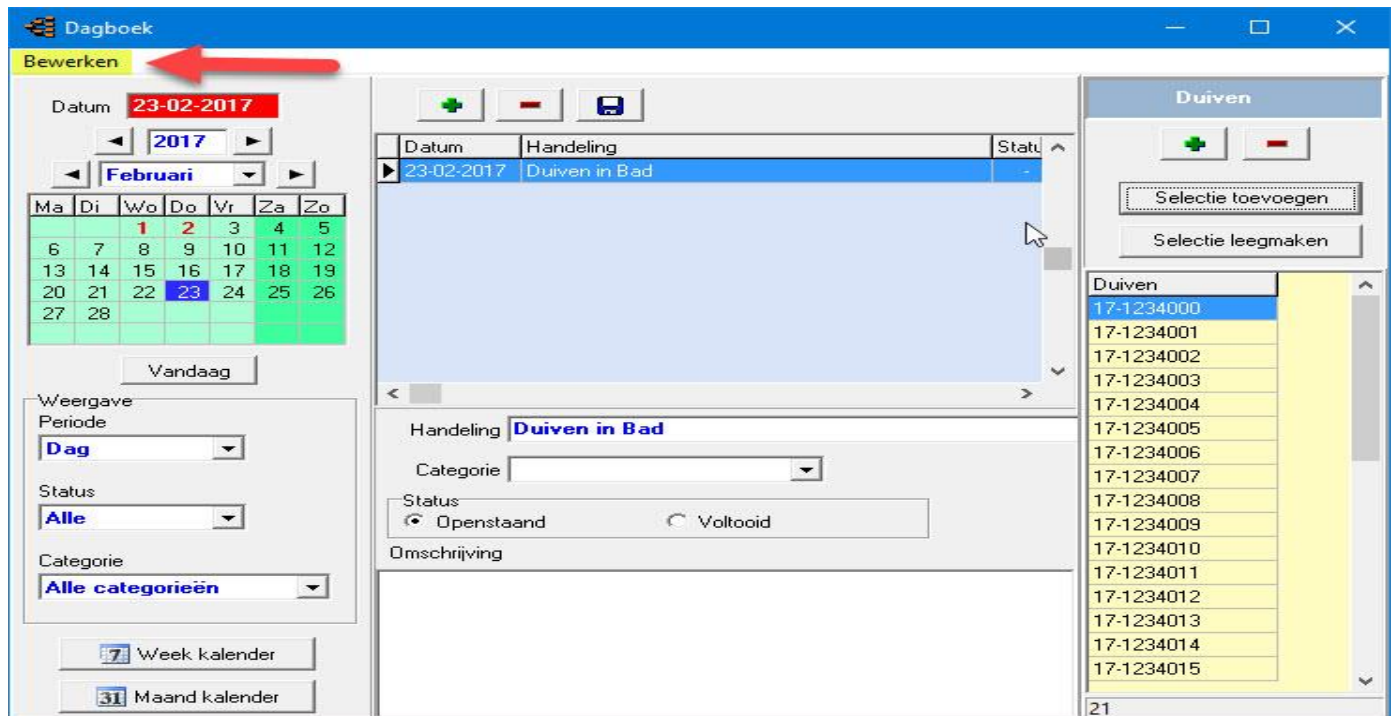 Dagboek
Bewerken
Datum 23-02-2017
2017
Februari
Ma Di Wo Do Vr Za Zo
1 2 3 4 5
6 7 8 9 10 11 12
13 14 15 16 17 18 19
20 21 22 23 24 25 26
27 28
Vandaag
Weergave
Periode
Dag
Status
Alle
Categorie
Alle categorieën
7 Week kalender
31 Maand kalender
Datum Handeling Statu
23-02-2017 Duiven in Bad -
Handeling Duiven in Bad
Categorie
Status
Openstaand Voltooid
Omschrijving
Duiven
Selectie toevoegen
Selectie leegmaken
Duiven
17-1234000
17-1234001
17-1234002
17-1234003
17-1234004
17-1234005
17-1234006
17-1234007
17-1234008
17-1234009
17-1234010
17-1234011
17-1234012
17-1234013
17-1234014
17-1234015
21